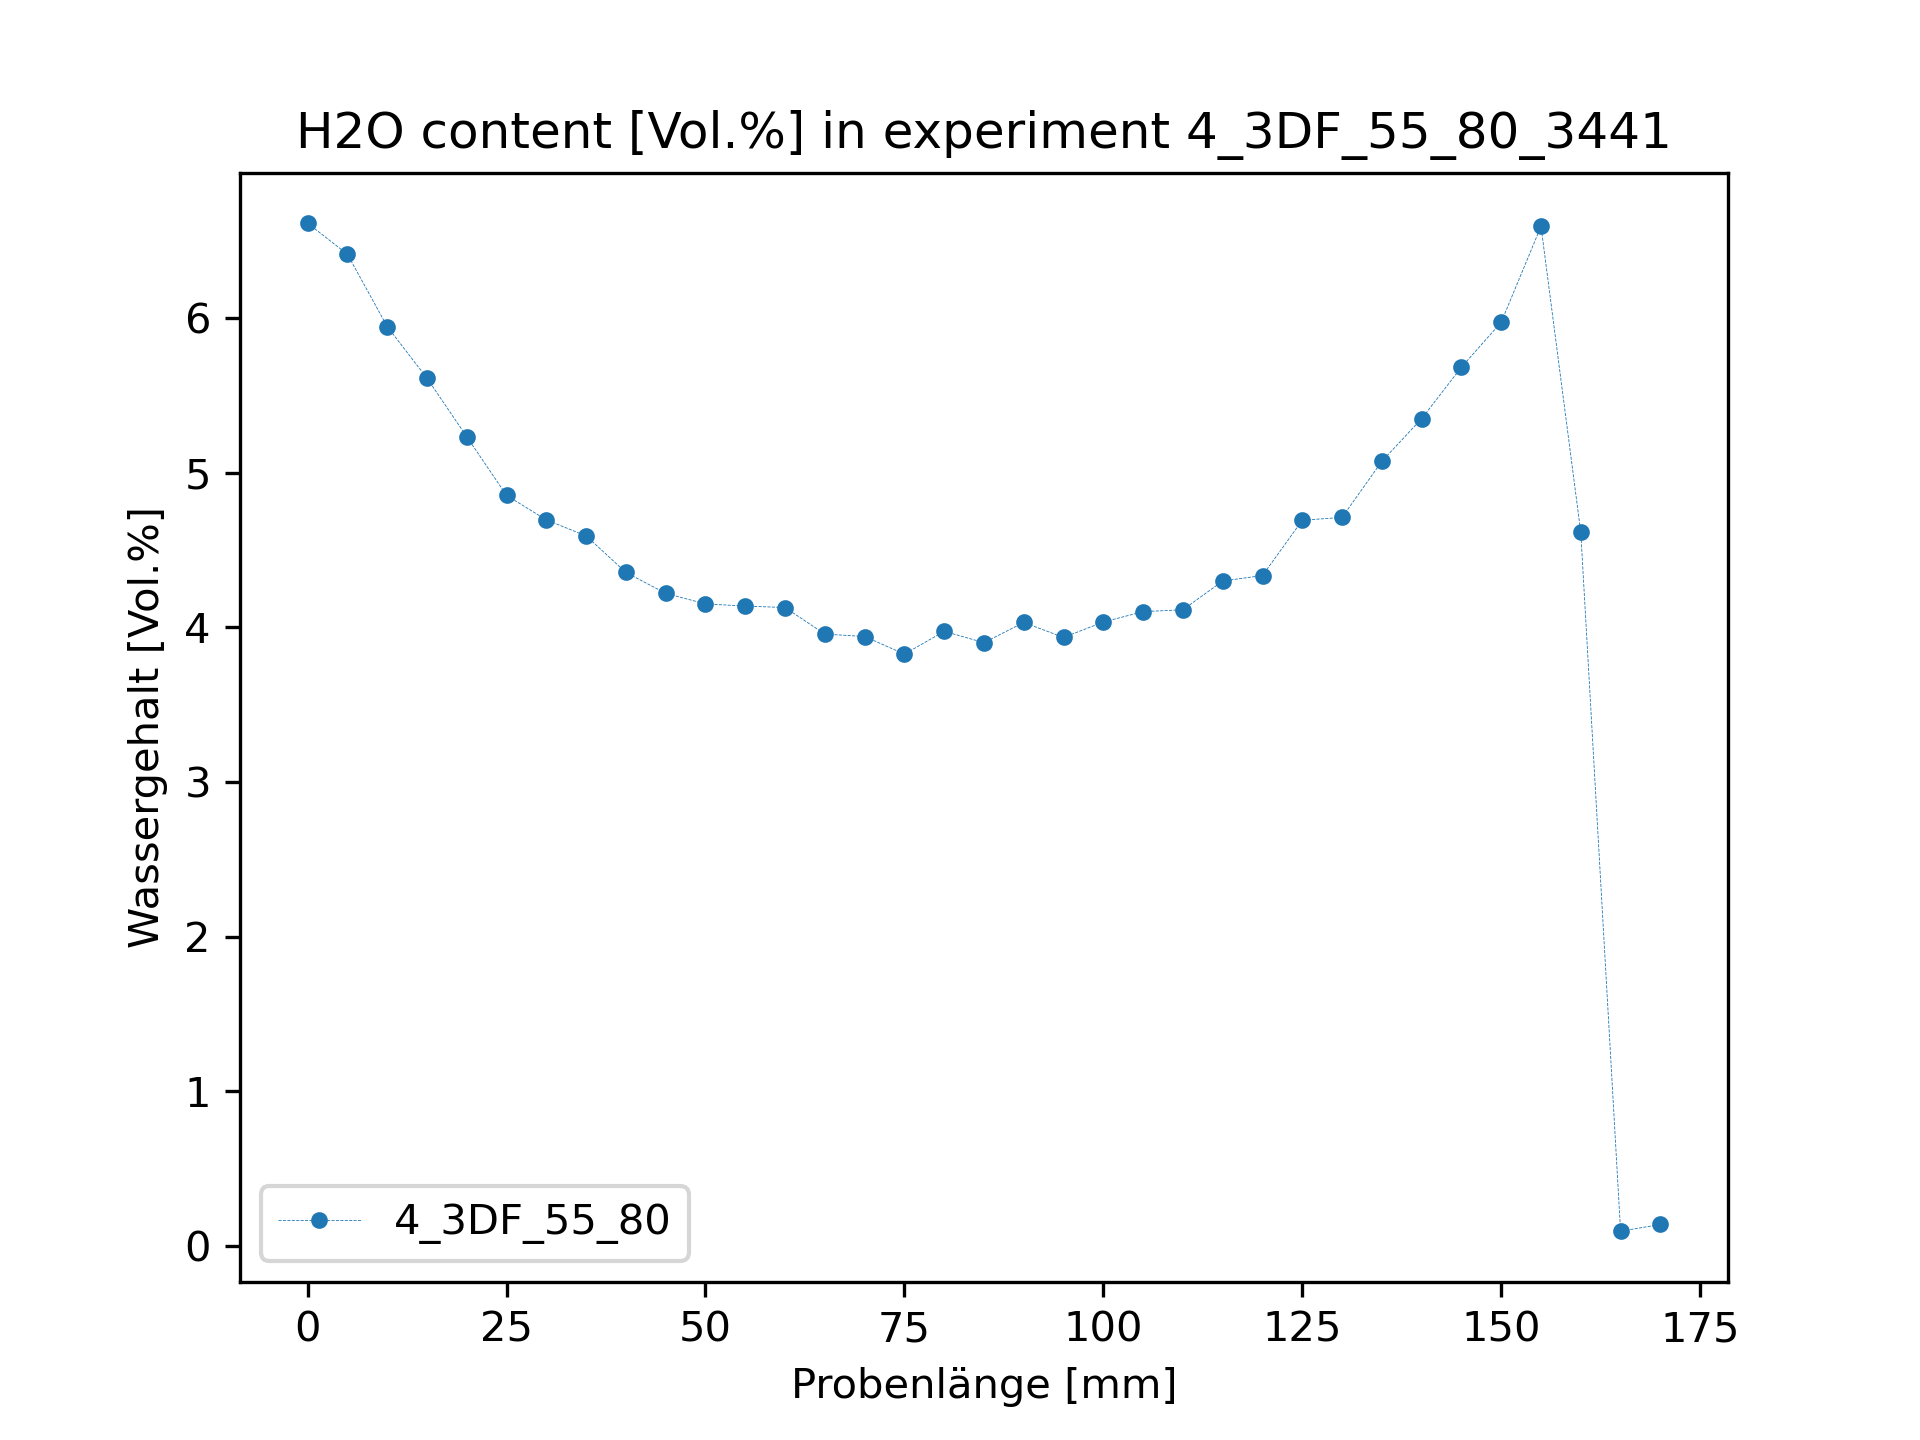 H2O content [Vol.%] in experiment 4_3DF_55_80_3441
Wassergehalt [Vol.%]
6
5
4
3
2
1
0
4_3DF_55_80
0 25 50 75 100 125 150 175
Probenlänge [mm]